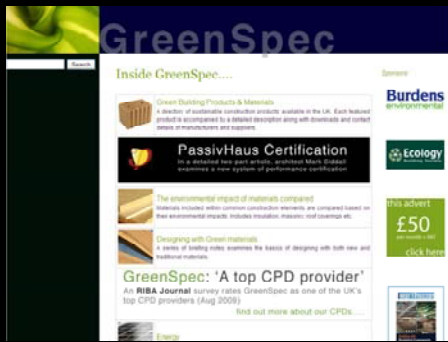 GreenSpec
Search
Inside GreenSpec....
Sponsors:
Green Building Products & Materials
A directory of sustainable construction products available in the UK. Each featured
product is accompanied by a detailed description along with downloads and contact
details of manufacturers and suppliers.
Burdens
environmental
PassivHaus Certification
In a detailed two-part article, architect Mark Siddall
examines a new system of performance certification
Ecology
The environmental impact of materials compared
Materials included within common construction elements are compared based on
their environmental impacts. Includes insulation, masonry, roof coverings etc.
this advert
£50
per month + VAT
click here
Designing with Green materials
A series of briefing notes examines the basics of designing with both new and
traditional materials.
GreenSpec: ‘A top CPD provider’
An RIBA Journal survey rates GreenSpec as one of the UK's
top CPD providers (Aug 2009)
find out more about our CPDs....
Energy